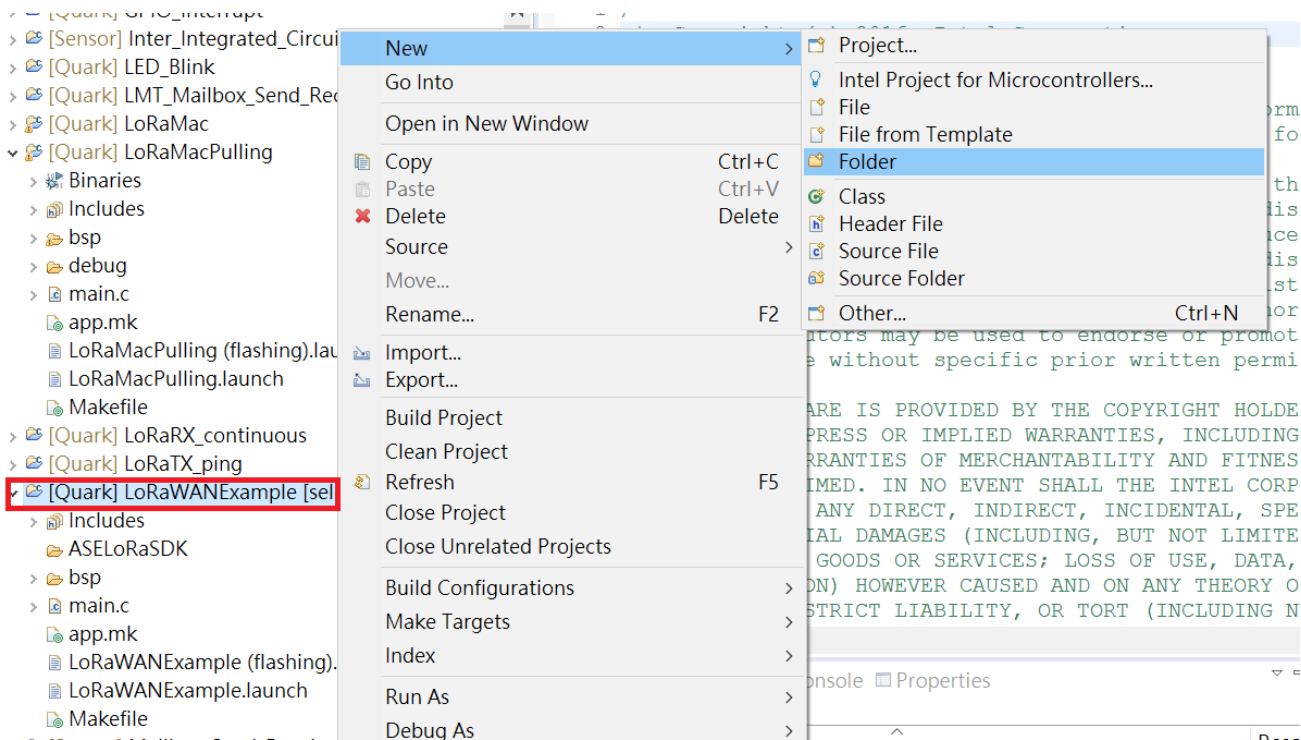 [Quark] GPIO_Interrupt
[Sensor] Inter_Integrated_Circui
[Quark] LED_Blink
[Quark] LMT_Mailbox_Send_Rec
[Quark] LoRaMac
[Quark] LoRaMacPulling
Binaries
Includes
bsp
debug
main.c
app.mk
LoRaMacPulling (flashing).lau
LoRaMacPulling.launch
Makefile
[Quark] LoRaRX_continuous
[Quark] LoRaTX_ping
[Quark] LoRaWANExample [sel
Includes
ASELoRaSDK
bsp
main.c
app.mk
LoRaWANExample (flashing).
LoRaWANExample.launch
Makefile
New
Go Into
Open in New Window
Copy Ctrl+C
Paste Ctrl+V
Delete Delete
Source
Move...
Rename... F2
Import...
Export...
Build Project
Clean Project
Refresh F5
Close Project
Close Unrelated Projects
Build Configurations
Make Targets
Index
Run As
Debug As
Project...
Intel Project for Microcontrollers...
File
File from Template
Folder
Class
Header File
Source File
Source Folder
Other... Ctrl+N
utors may be used to endorse or promot
e without specific prior written permi
ARE IS PROVIDED BY THE COPYRIGHT HOLDE
PRESS OR IMPLIED WARRANTIES, INCLUDING
RRANTIES OF MERCHANTABILITY AND FITNES
IMED. IN NO EVENT SHALL THE INTEL CORP
ANY DIRECT, INDIRECT, INCIDENTAL, SPE
IAL DAMAGES (INCLUDING, BUT NOT LIMITE
GOODS OR SERVICES; LOSS OF USE, DATA,
ON) HOWEVER CAUSED AND ON ANY THEORY O
STRICT LIABILITY, OR TORT (INCLUDING N
onsole Properties